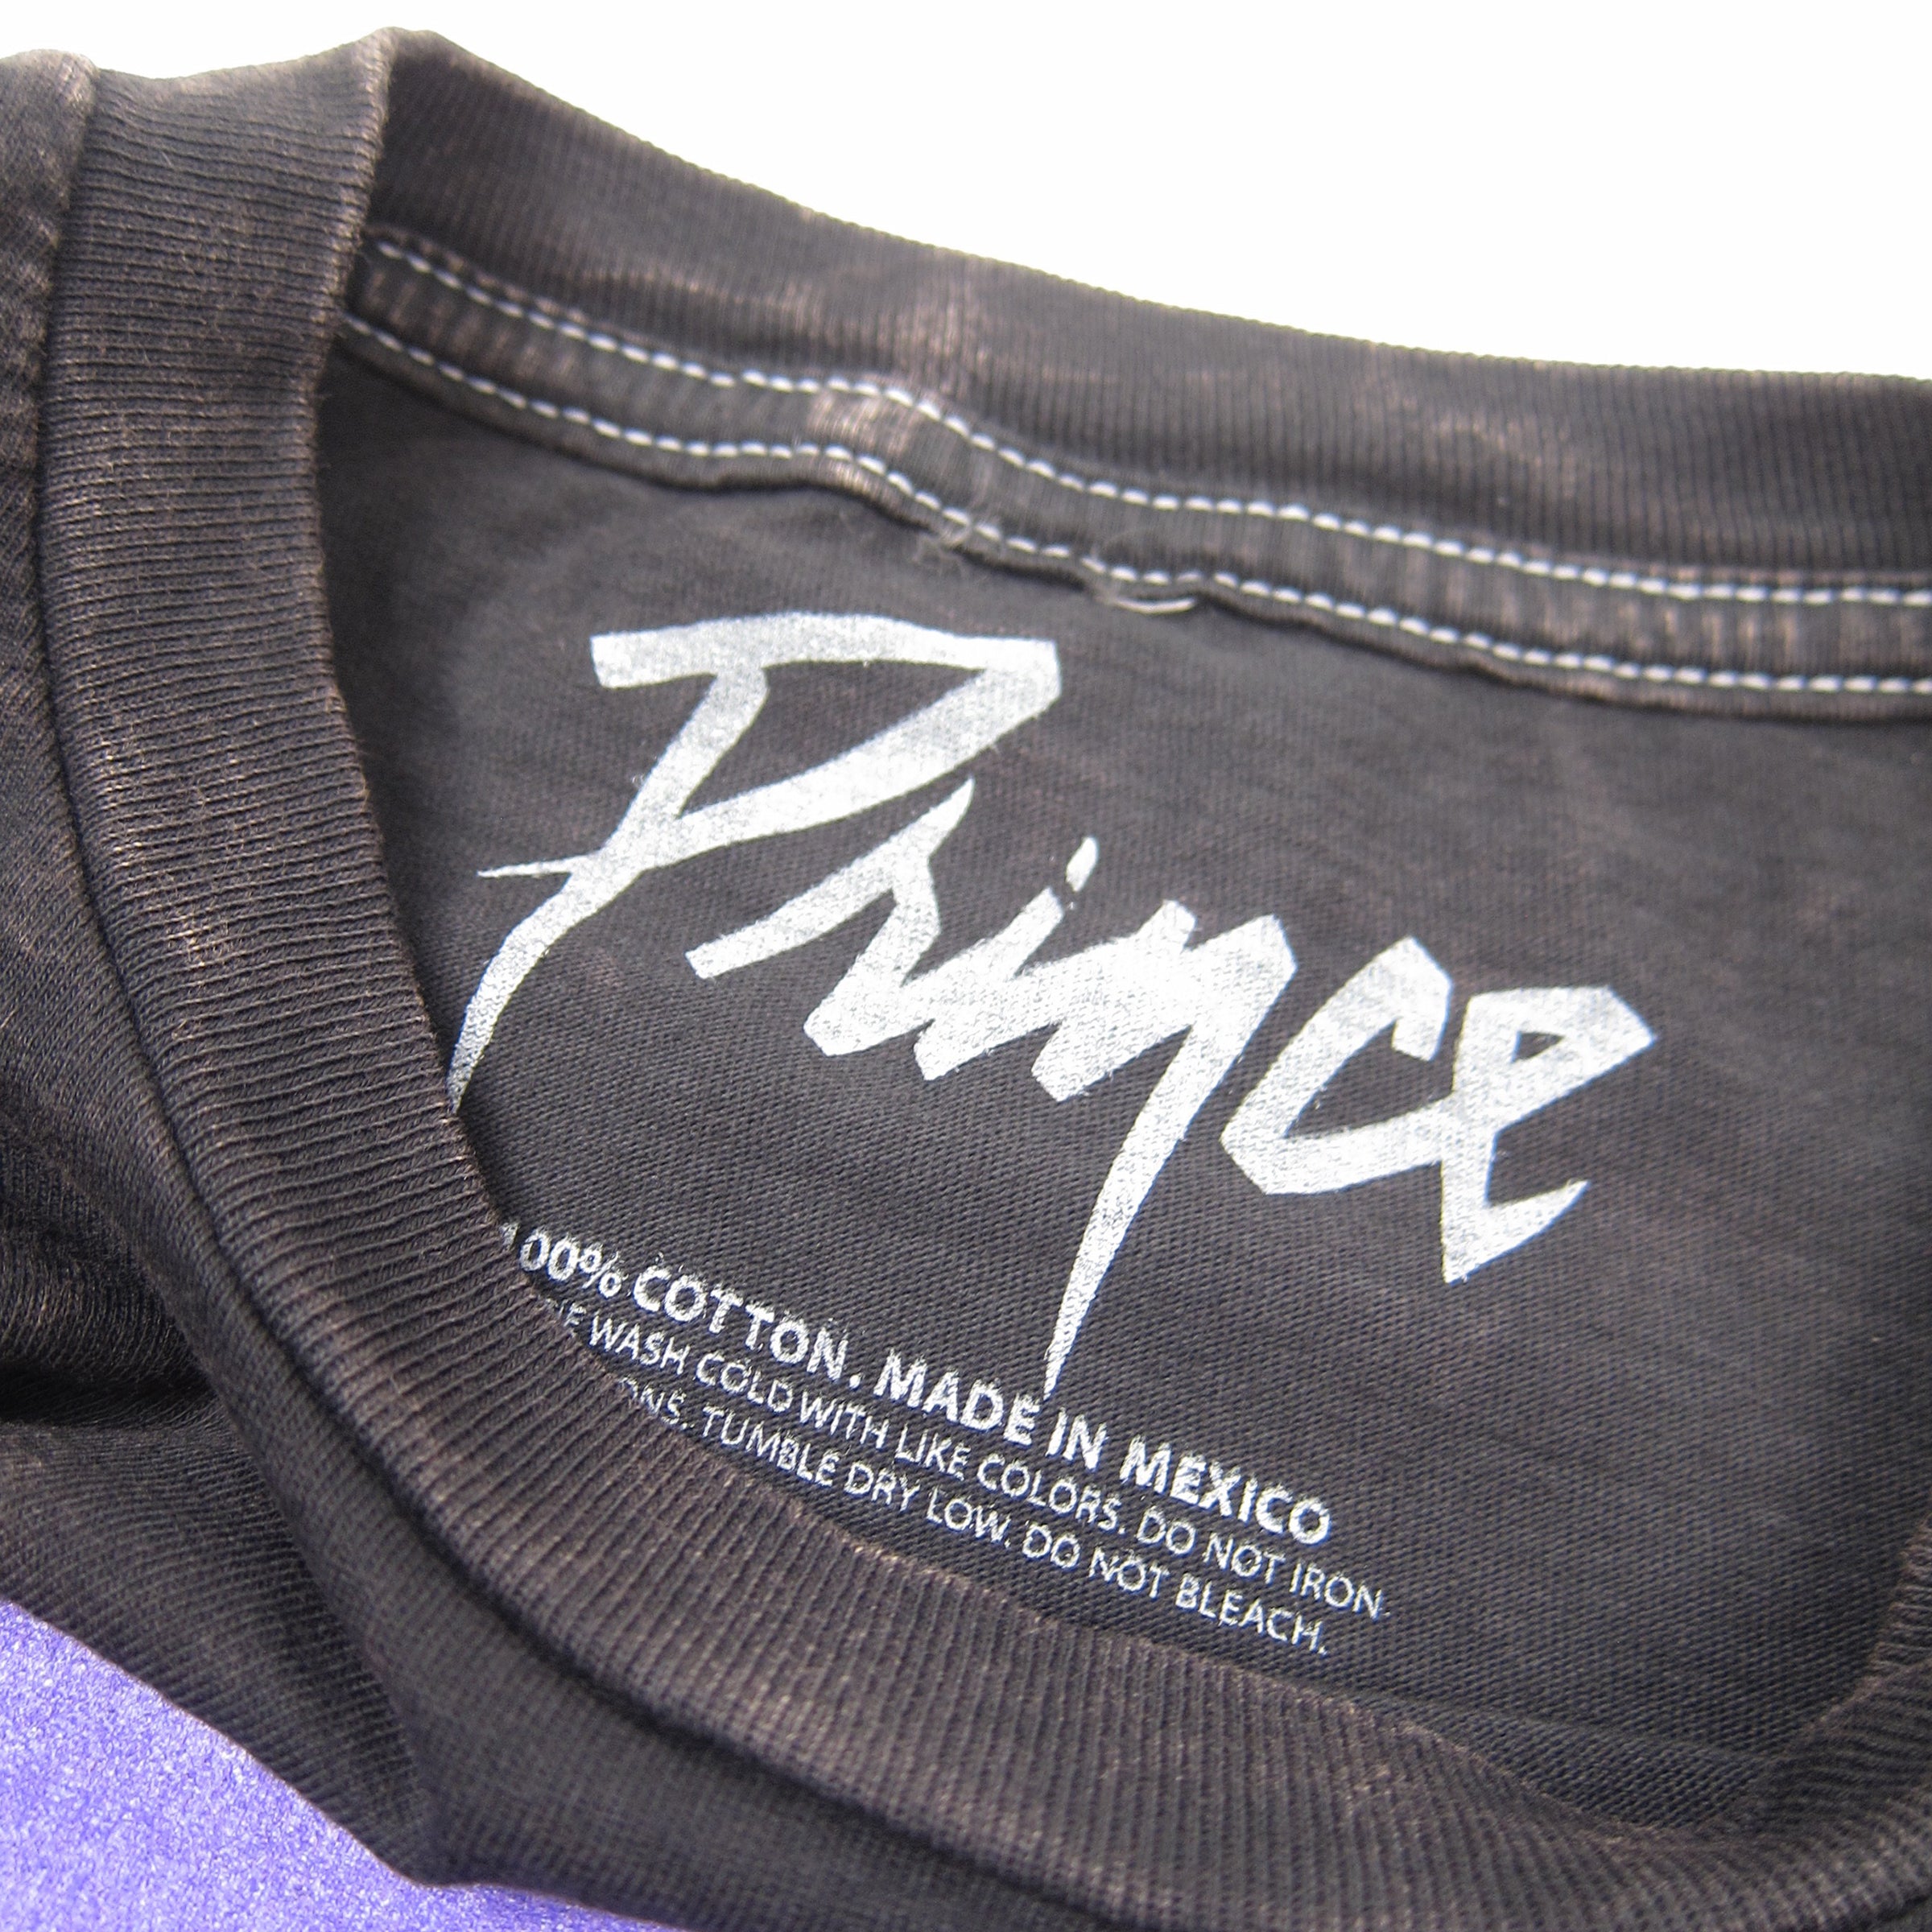 Prince
100% COTTON. MADE IN MEXICO
WASH COLD WITH LIKE COLORS. DO NOT IRON.
TUMBLE DRY LOW. DO NOT BLEACH.